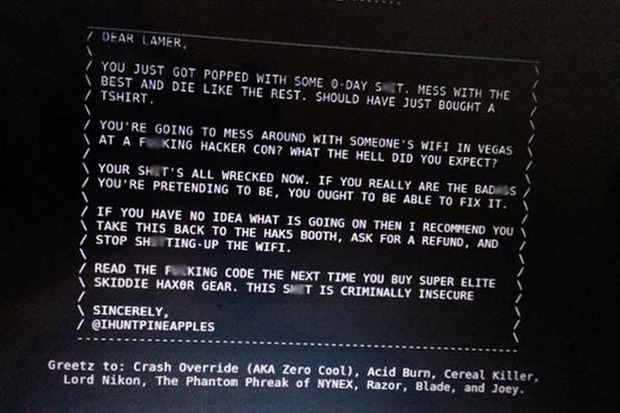 DEAR LAMER,
YOU JUST GOT POPPED WITH SOME 0-DAY S T. MESS WITH THE
BEST AND DIE LIKE THE REST. SHOULD HAVE JUST BOUGHT A
TSHIRT.
YOU'RE GOING TO MESS AROUND WITH SOMEONE'S WIFI IN VEGAS
AT A F KING HACKER CON? WHAT THE HELL DID YOU EXPECT?
YOUR SH T'S ALL WRECKED NOW. IF YOU REALLY ARE THE BAD S
YOU'RE PRETENDING TO BE, YOU OUGHT TO BE ABLE TO FIX IT.
IF YOU HAVE NO IDEA WHAT IS GOING ON THEN I RECOMMEND YOU
TAKE THIS BACK TO THE HAK5 BOOTH, ASK FOR A REFUND, AND
STOP SH TING-UP THE WIFI.
READ THE F KING CODE THE NEXT TIME YOU BUY SUPER ELITE
SKIDDIE HAX0R GEAR. THIS S T IS CRIMINALLY INSECURE
SINCERELY,
@IHUNTPINEAPPLES
Greetz to: Crash Override (AKA Zero Cool), Acid Burn, Cereal Killer,
Lord Nikon, The Phantom Phreak of NYNEX, Razor, Blade, and Joey.